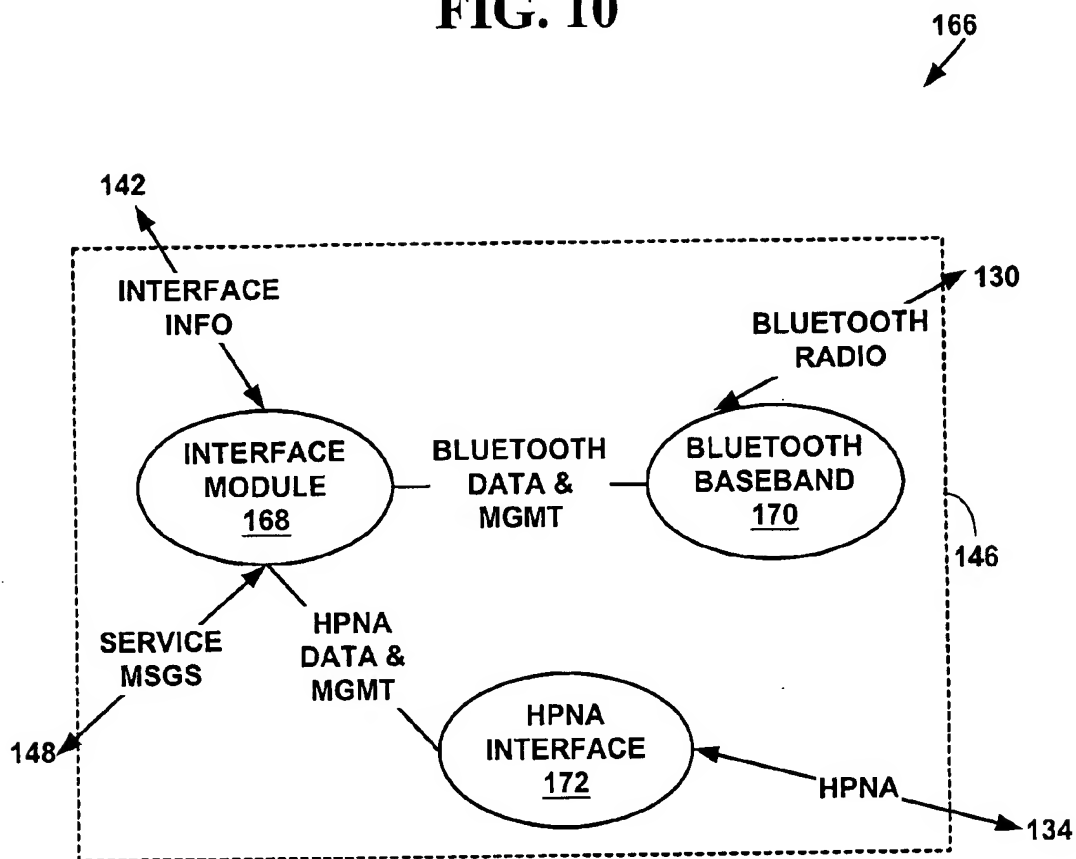 FIG. 10
166
142
INTERFACE
INFO
130
BLUETOOTH
RADIO
INTERFACE
MODULE
168
BLUETOOTH
DATA &
MGMT
BLUETOOTH
BASEBAND
170
146
SERVICE
MSGS
HPNA
DATA &
MGMT
148
HPNA
INTERFACE
172
HPNA
134